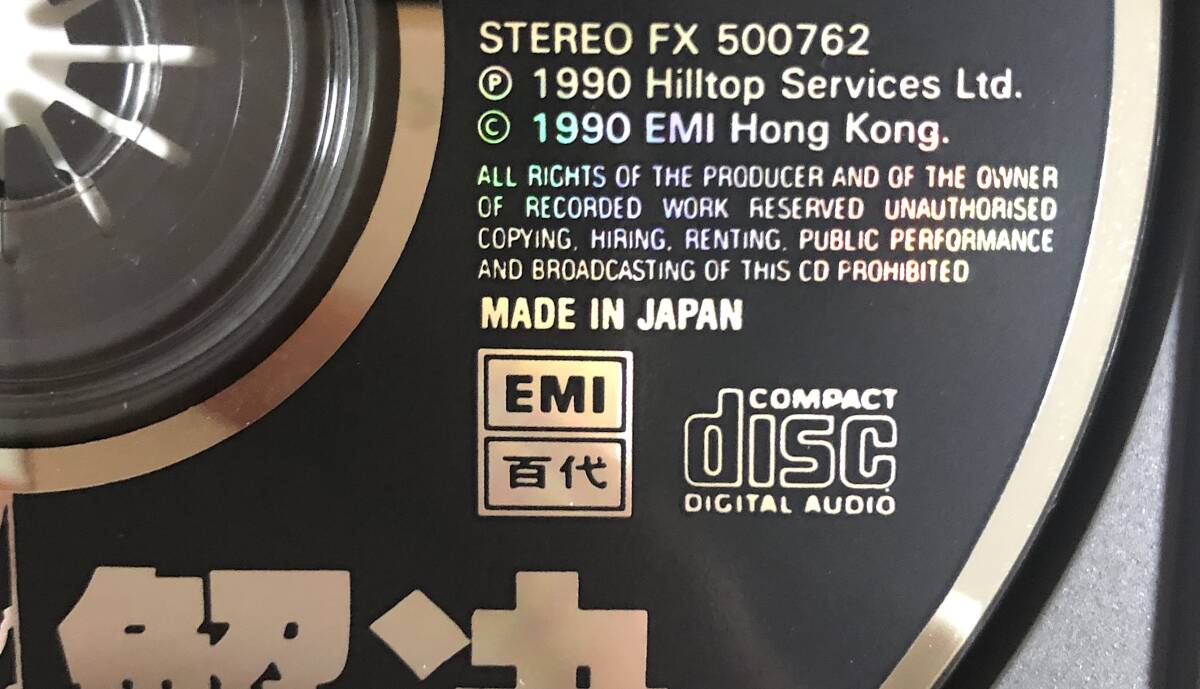 STEREO FX 500762
Ⓟ 1990 Hilltop Services Ltd.
© 1990 EMI Hong Kong.
ALL RIGHTS OF THE PRODUCER AND OF THE OWNER
OF RECORDED WORK RESERVED UNAUTHORISED
COPYING, HIRING, RENTING, PUBLIC PERFORMANCE
AND BROADCASTING OF THIS CD PROHIBITED
MADE IN JAPAN
EMI
百代
COMPACT
disc
DIGITAL AUDIO